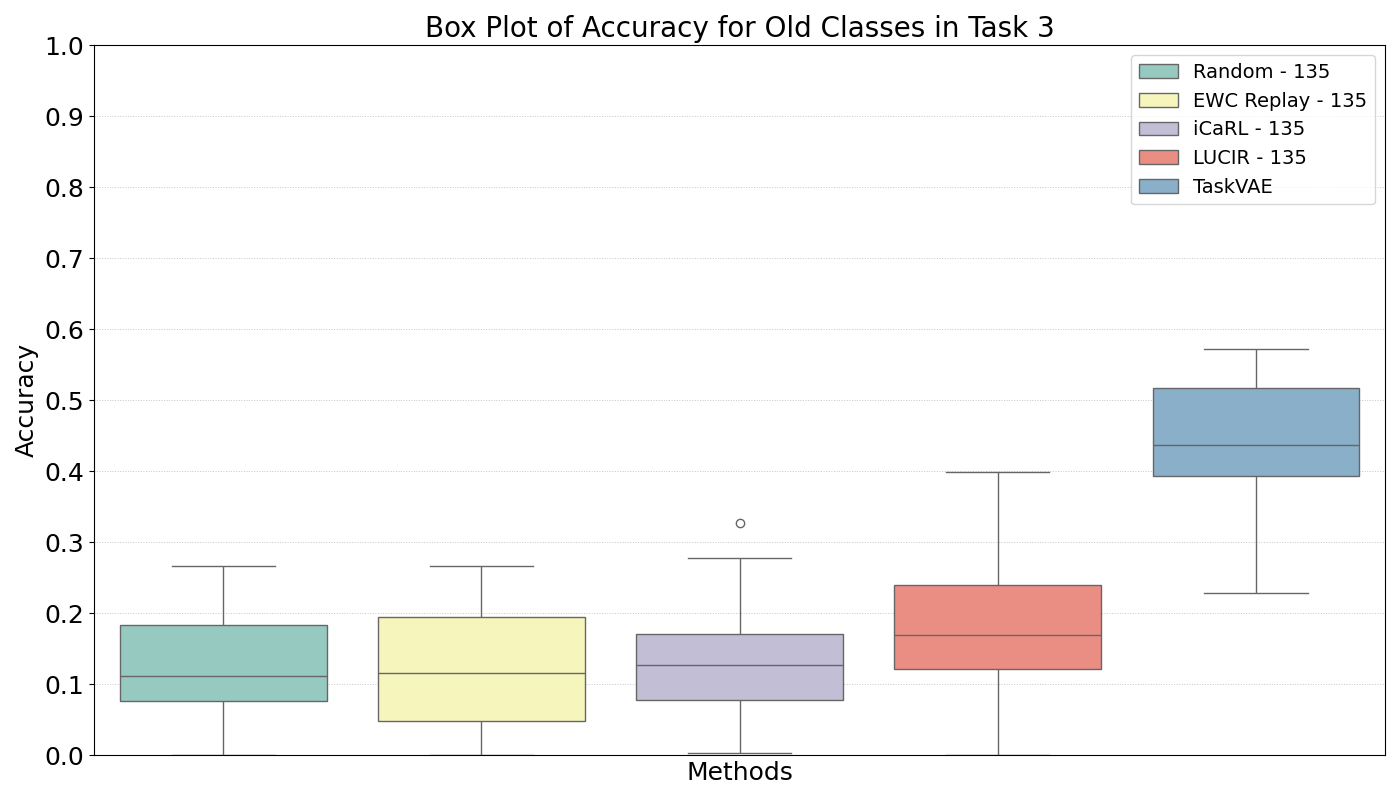 Box Plot of Accuracy for Old Classes in Task 3
1.0
0.9
0.8
0.7
0.6
0.5
0.4
0.3
0.2
0.1
0.0
Accuracy
Methods
Random - 135
EWC Replay - 135
iCaRL - 135
LUCIR - 135
TaskVAE